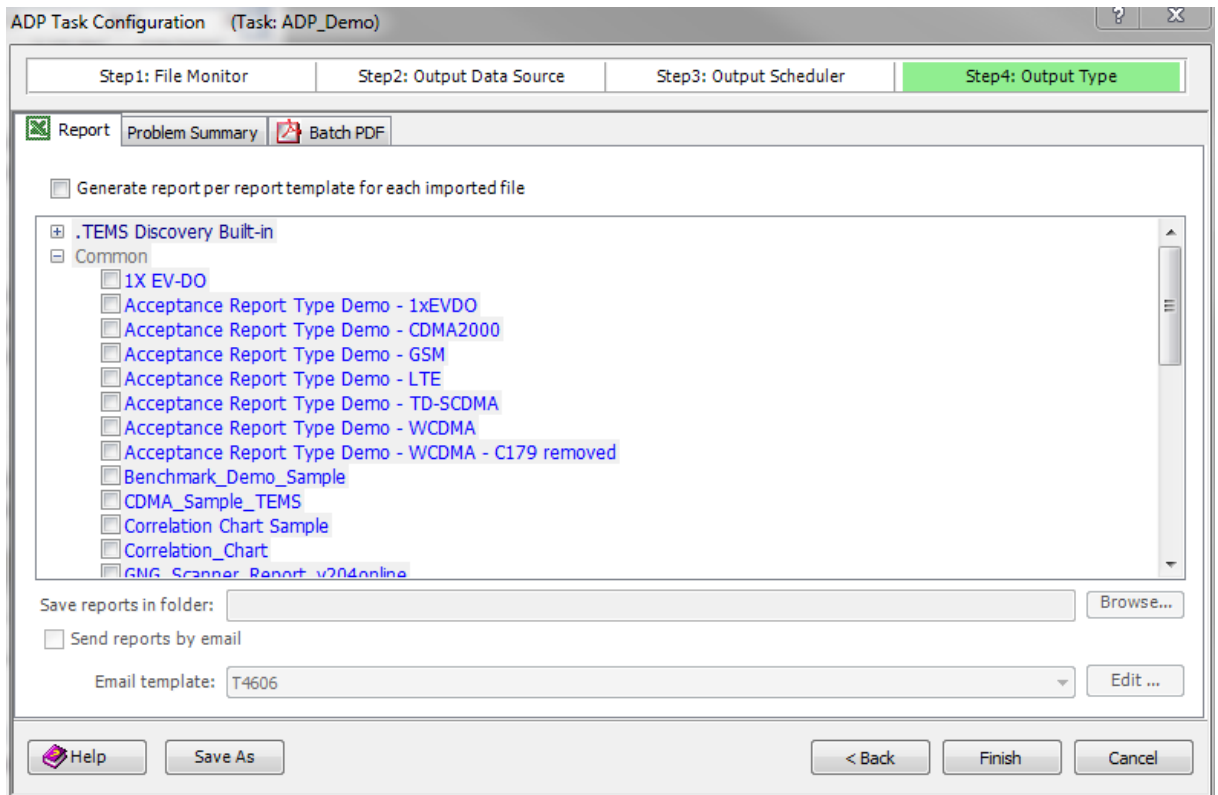 ADP Task Configuration (Task: ADP_Demo)
Step1: File Monitor Step2: Output Data Source Step3: Output Scheduler Step4: Output Type
Report Problem Summary Batch PDF
Generate report per report template for each imported file
.TEMS Discovery Built-in
Common
1X EV-DO
Acceptance Report Type Demo - 1xEVDO
Acceptance Report Type Demo - CDMA2000
Acceptance Report Type Demo - GSM
Acceptance Report Type Demo - LTE
Acceptance Report Type Demo - TD-SCDMA
Acceptance Report Type Demo - WCDMA
Acceptance Report Type Demo - WCDMA - C179 removed
Benchmark_Demo_Sample
CDMA_Sample_TEMS
Correlation Chart Sample
Correlation_Chart
GNG_Scanner_Report_v204online
Save reports in folder: Browse...
Send reports by email
Email template: T4606 Edit ...
Help Save As < Back Finish Cancel